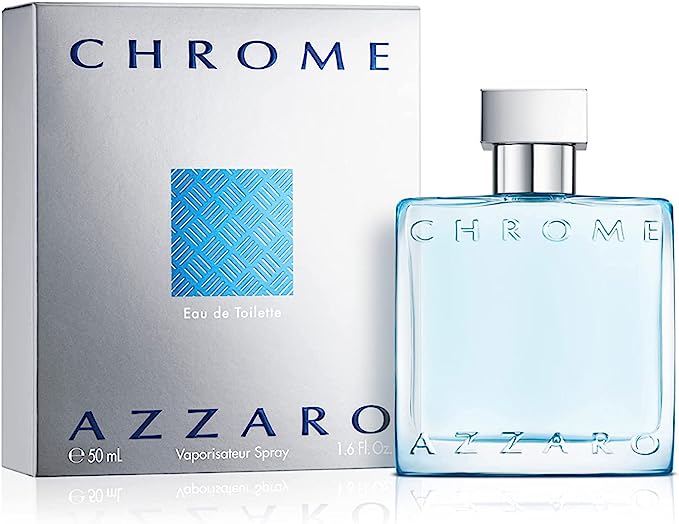 CHROME
Eau de Toilette
AZZARO
℮ 50 mL Vaporisateur Spray 1.6 Fl. Oz.
CHROME
AZZARO